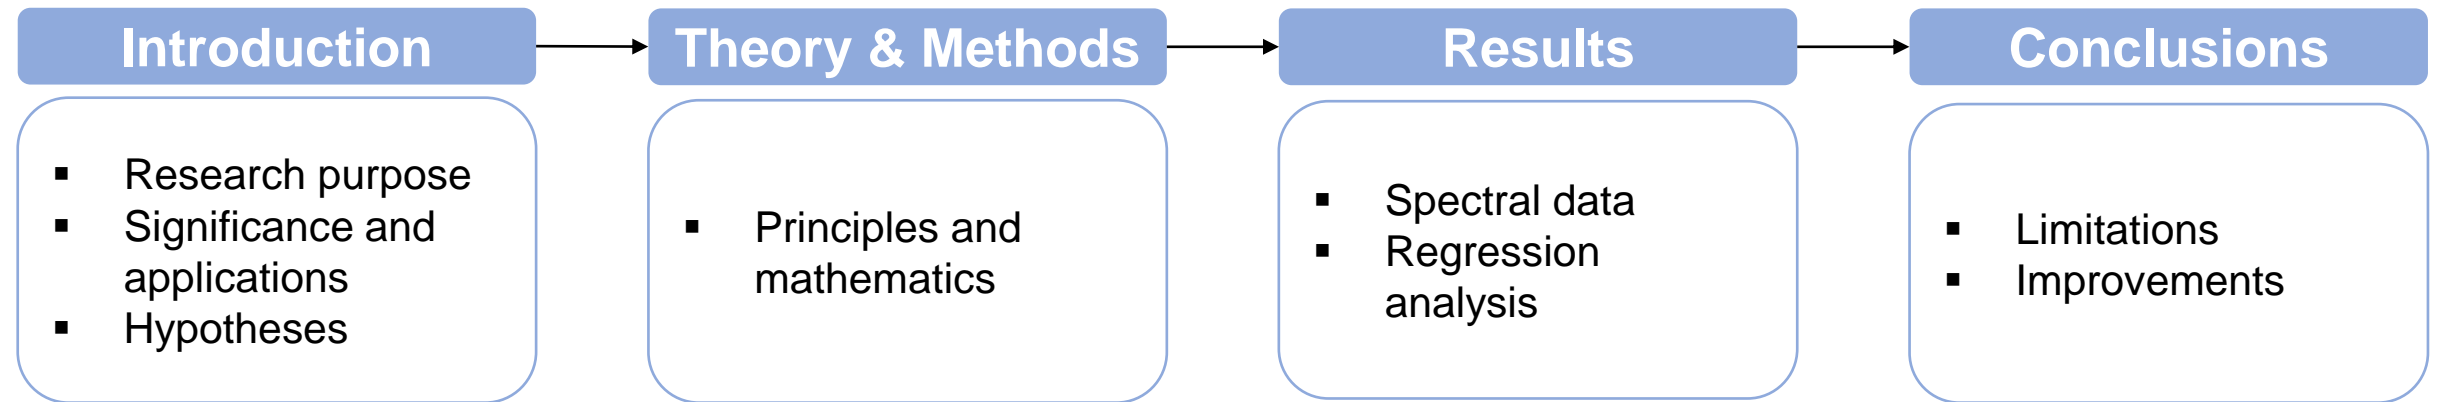 Introduction
Theory & Methods
Results
Conclusions
▪ Research purpose
▪ Significance and
applications
▪ Hypotheses
▪ Principles and
mathematics
▪ Spectral data
▪ Regression
analysis
▪ Limitations
▪ Improvements